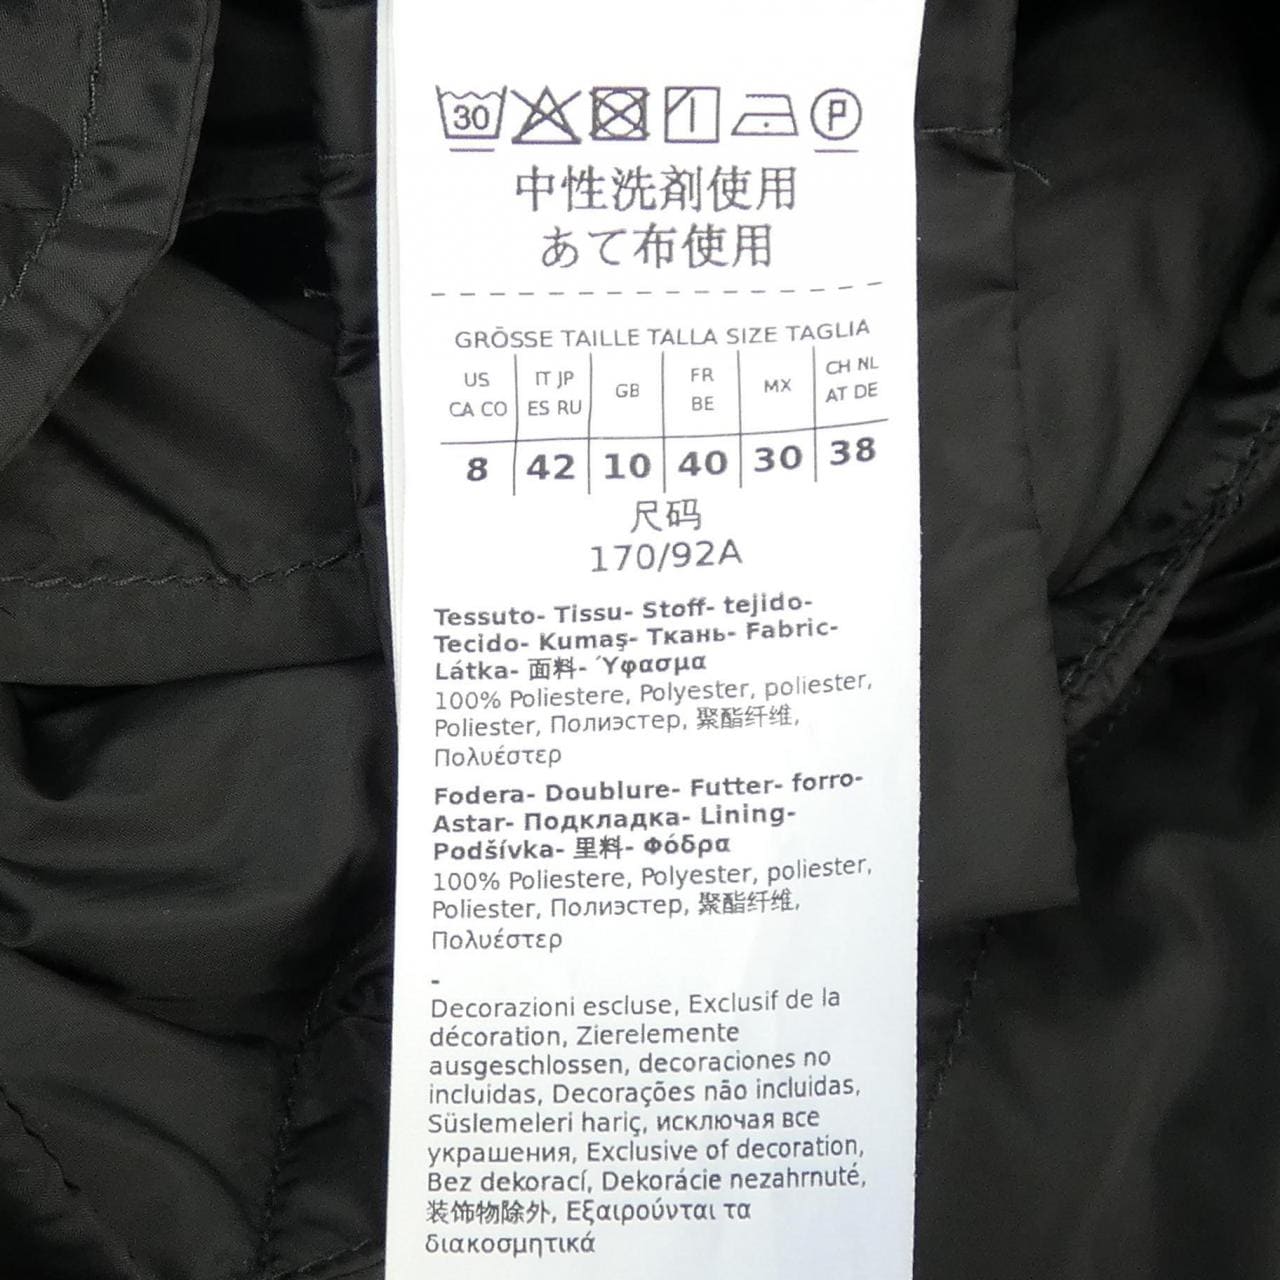 30 P
中性洗剤使用
あて布使用
GRÖSSE TAILLE TALLA SIZE TAGLIA
US CA CO IT JP ES RU GB FR BE MX CH NL AT DE
8 42 10 40 30 38
尺码
170/92A
Tessuto- Tissu- Stoff- tejido-
Tecido- Kumaş- Ткань- Fabric-
Látka- 面料- Ύφασμα
100% Poliestere, Polyester, poliester,
Poliester, Полиэстер, 聚酯纤维,
Πολυέστερ
Fodera- Doublure- Futter- forro-
Astar- Подкладка- Lining-
Podšívka- 里料- Φόδρα
100% Poliestere, Polyester, poliester,
Poliester, Полиэстер, 聚酯纤维,
Πολυέστερ
-
Decorazioni escluse, Exclusif de la
décoration, Zierelemente
ausgeschlossen, decoraciones no
incluidas, Decorações não incluidas,
Süslemeleri hariç, исключая все
украшения, Exclusive of decoration,
Bez dekorací, Dekorácie nezahrnuté,
装饰物除外, Εξαιρούνται τα
διακοσμητικά